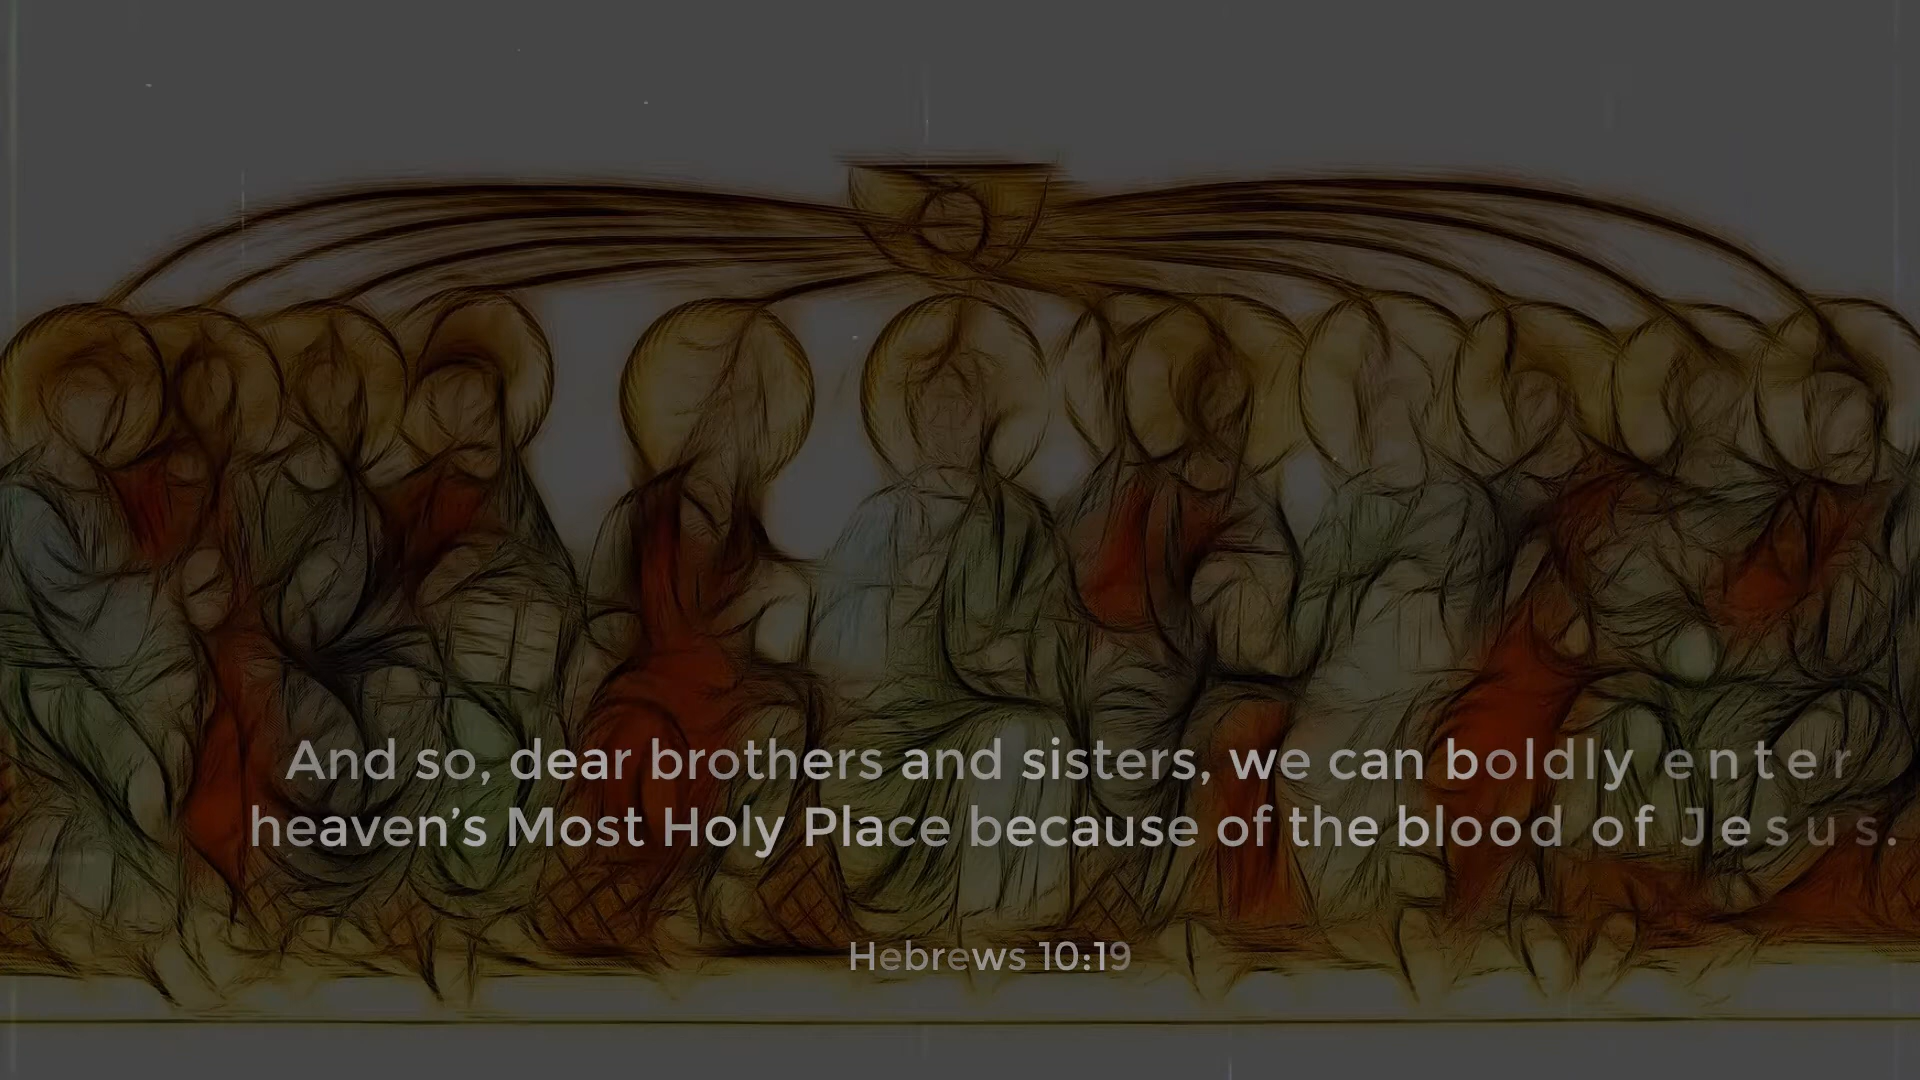 And so, dear brothers and sisters, we can boldly enter
heaven’s Most Holy Place because of the blood of Jesus.
Hebrews 10:19